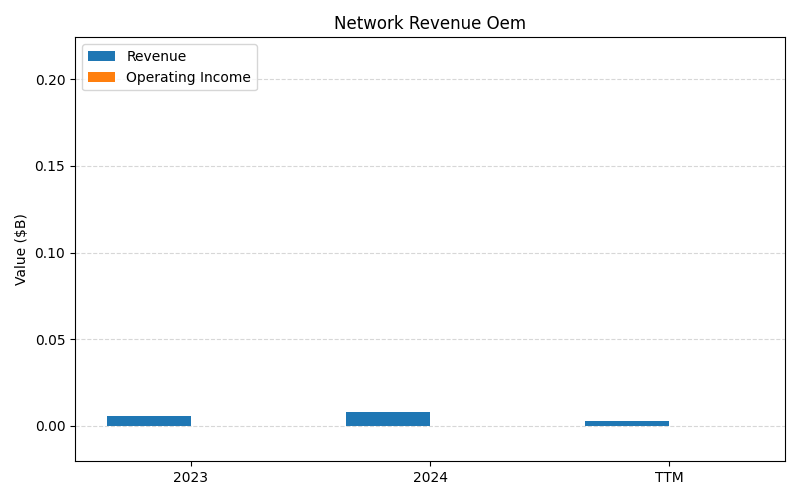 Network Revenue Oem
Revenue
Operating Income
Value ($B)
0.20
0.15
0.10
0.05
0.00
2023
2024
TTM